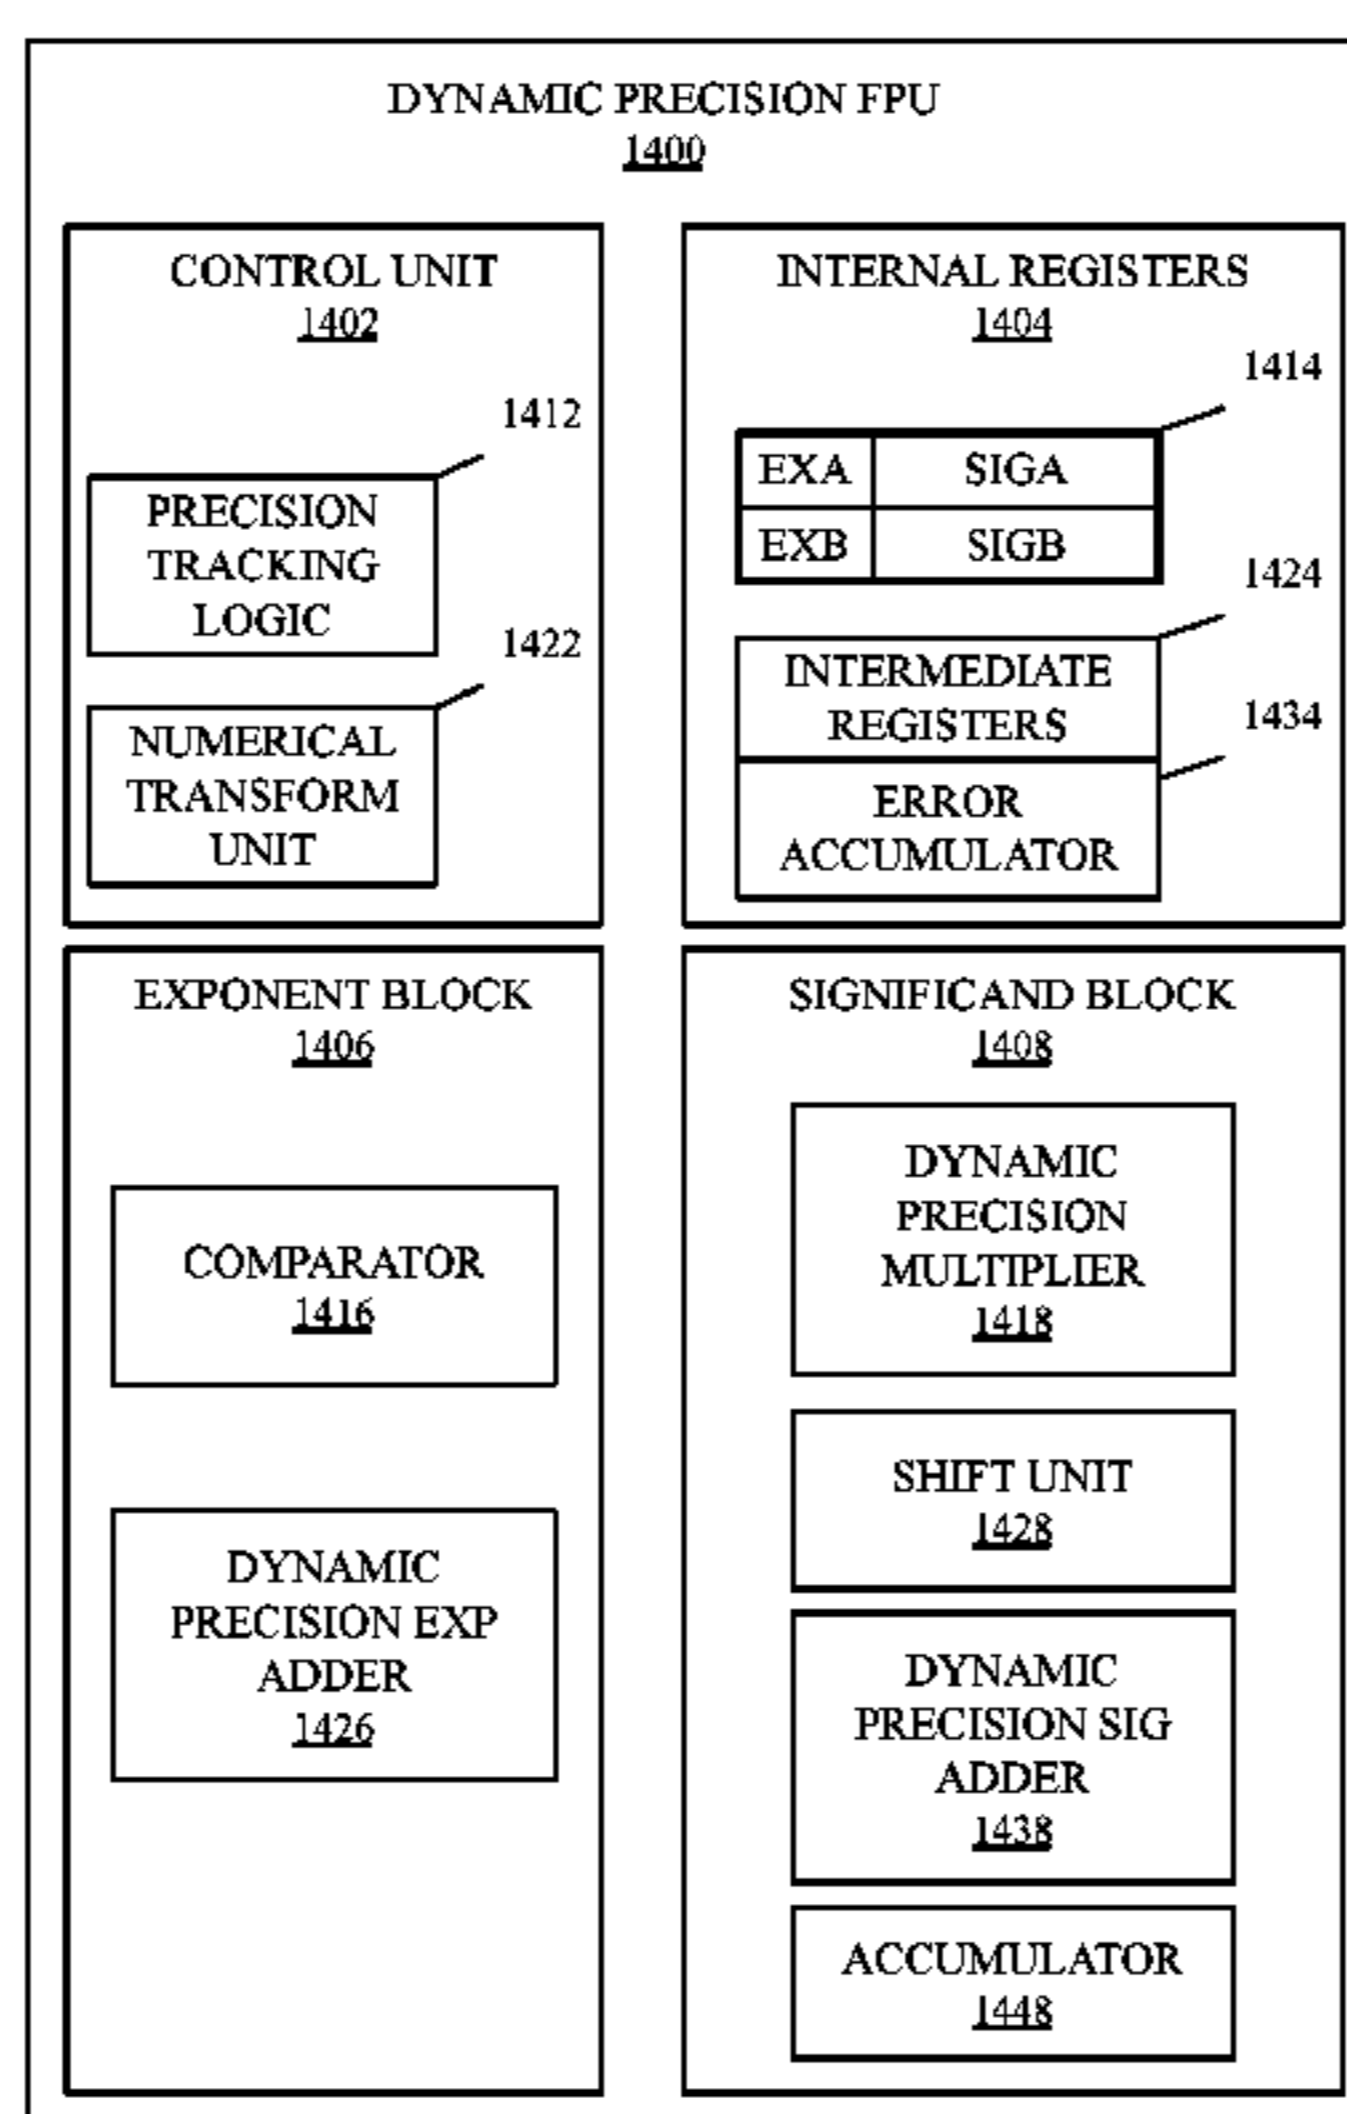 DYNAMIC PRECISION FPU
1400
CONTROL UNIT
1402
1412
PRECISION
TRACKING
LOGIC
1422
NUMERICAL
TRANSFORM
UNIT
INTERNAL REGISTERS
1404
1414
EXA SIGA
EXB SIGB
1424
INTERMEDIATE
REGISTERS
1434
ERROR
ACCUMULATOR
EXPONENT BLOCK
1406
COMPARATOR
1416
DYNAMIC
PRECISION EXP
ADDER
1426
SIGNIFICAND BLOCK
1408
DYNAMIC
PRECISION
MULTIPLIER
1418
SHIFT UNIT
1428
DYNAMIC
PRECISION SIG
ADDER
1438
ACCUMULATOR
1448